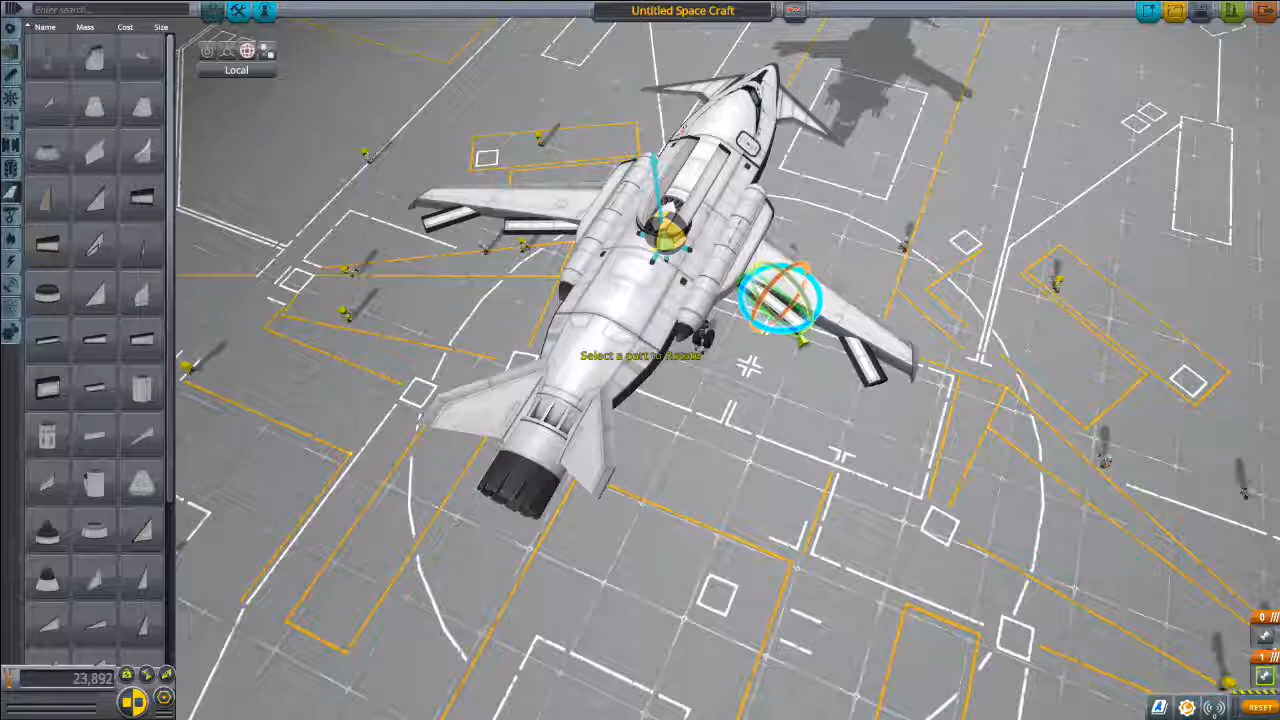 Enter search...
Untitled Space Craft
Name Mass Cost Size
Local
Select a part to Rotate
0
1
23,892
RESET